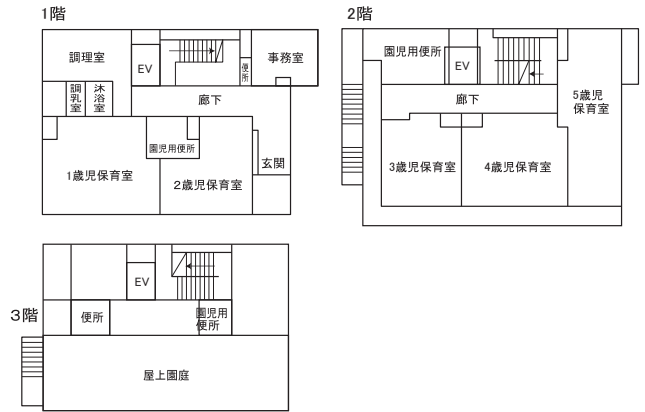 1階
調理室
EV
便所
事務室
調乳室
沐浴室
廊下
園児用便所
1歳児保育室
2歳児保育室
玄関
2階
園児用便所
EV
廊下
5歳児
保育室
3歳児保育室
4歳児保育室
3階
EV
便所
園児用
便所
屋上園庭